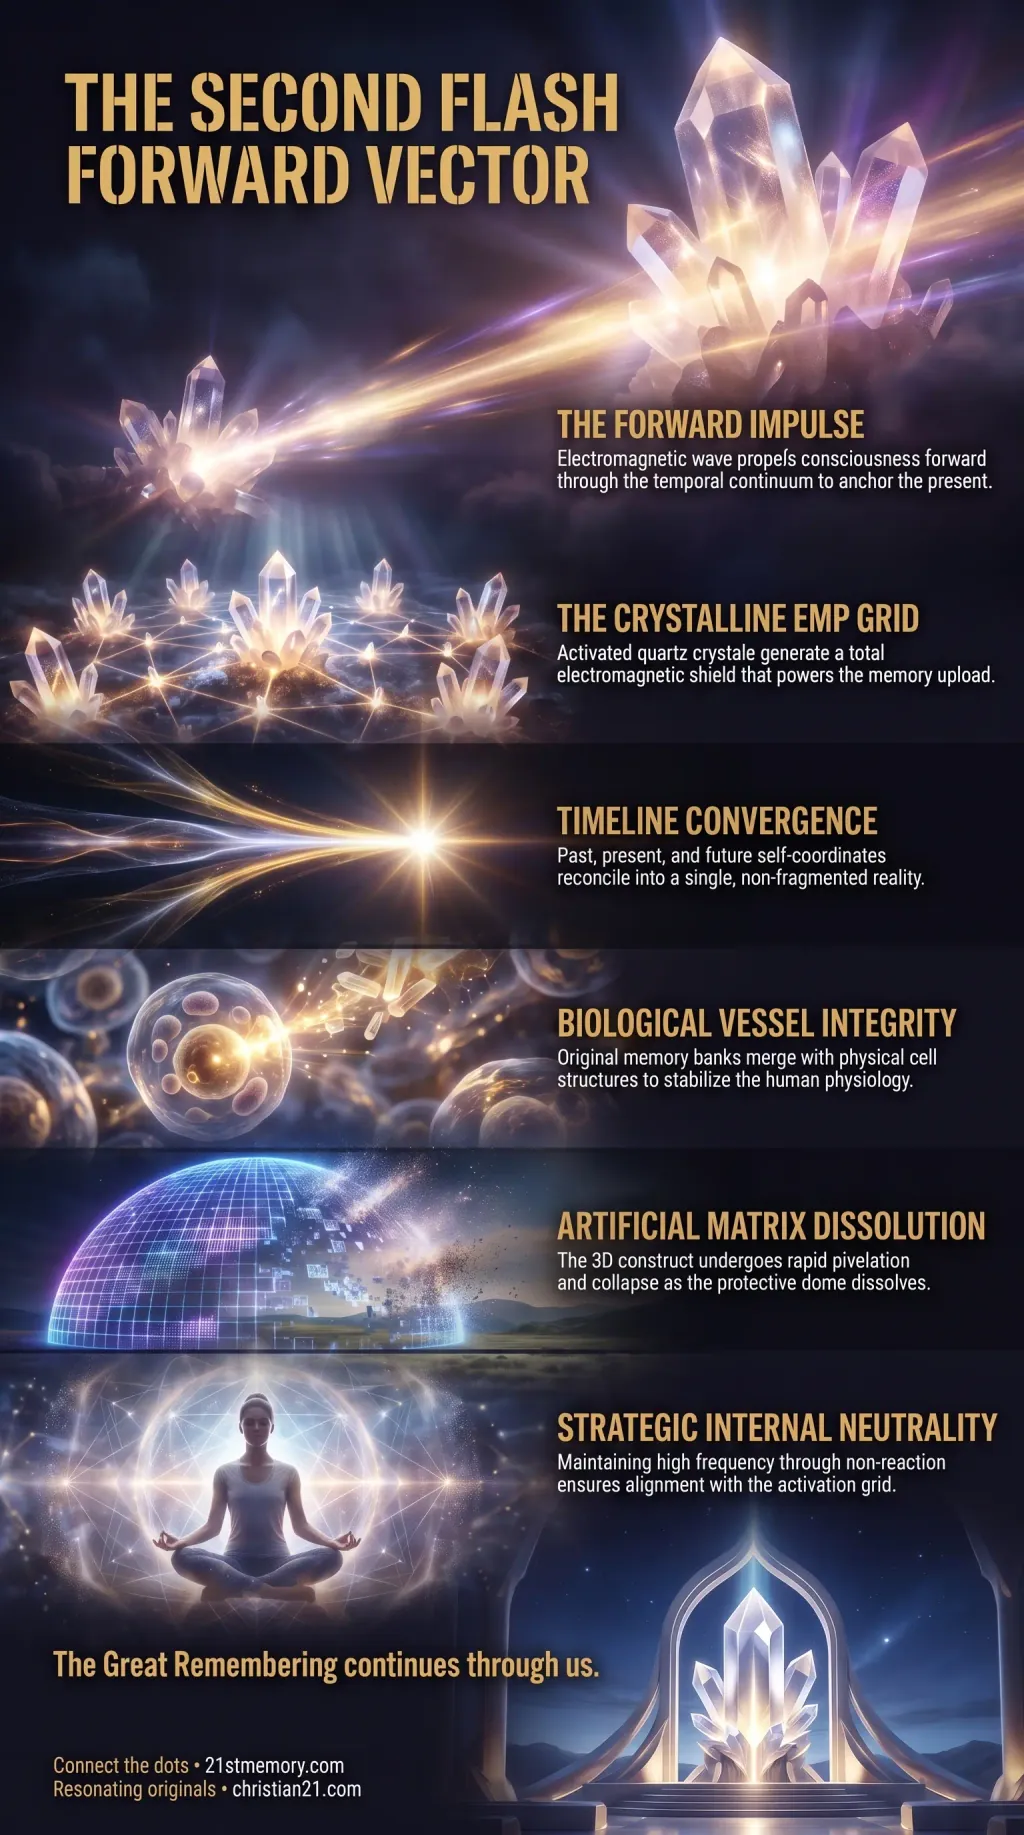 THE SECOND FLASH
FORWARD VECTOR
THE FORWARD IMPULSE
Electromagnetic wave propels consciousness forward
through the temporal continuum to anchor the present.
THE CRYSTALLINE EMP GRID
Activated quartz crystale generate a total
electromagnetic shield that powers the memory upload.
TIMELINE CONVERGENCE
Past, present, and future self-coordinates
reconcile into a single, non-fragmented reality.
BIOLOGICAL VESSEL INTEGRITY
Original memory banks merge with physical cell
structures to stabilize the human physiology.
ARTIFICIAL MATRIX DISSOLUTION
The 3D construct undergoes rapid pivelation
and collapse as the protective dome dissolves.
STRATEGIC INTERNAL NEUTRALITY
Maintaining high frequency through non-reaction
ensures alignment with the activation grid.
The Great Remembering continues through us.
Connect the dots • 21stmemory.com
Resonating originals • christian21.com